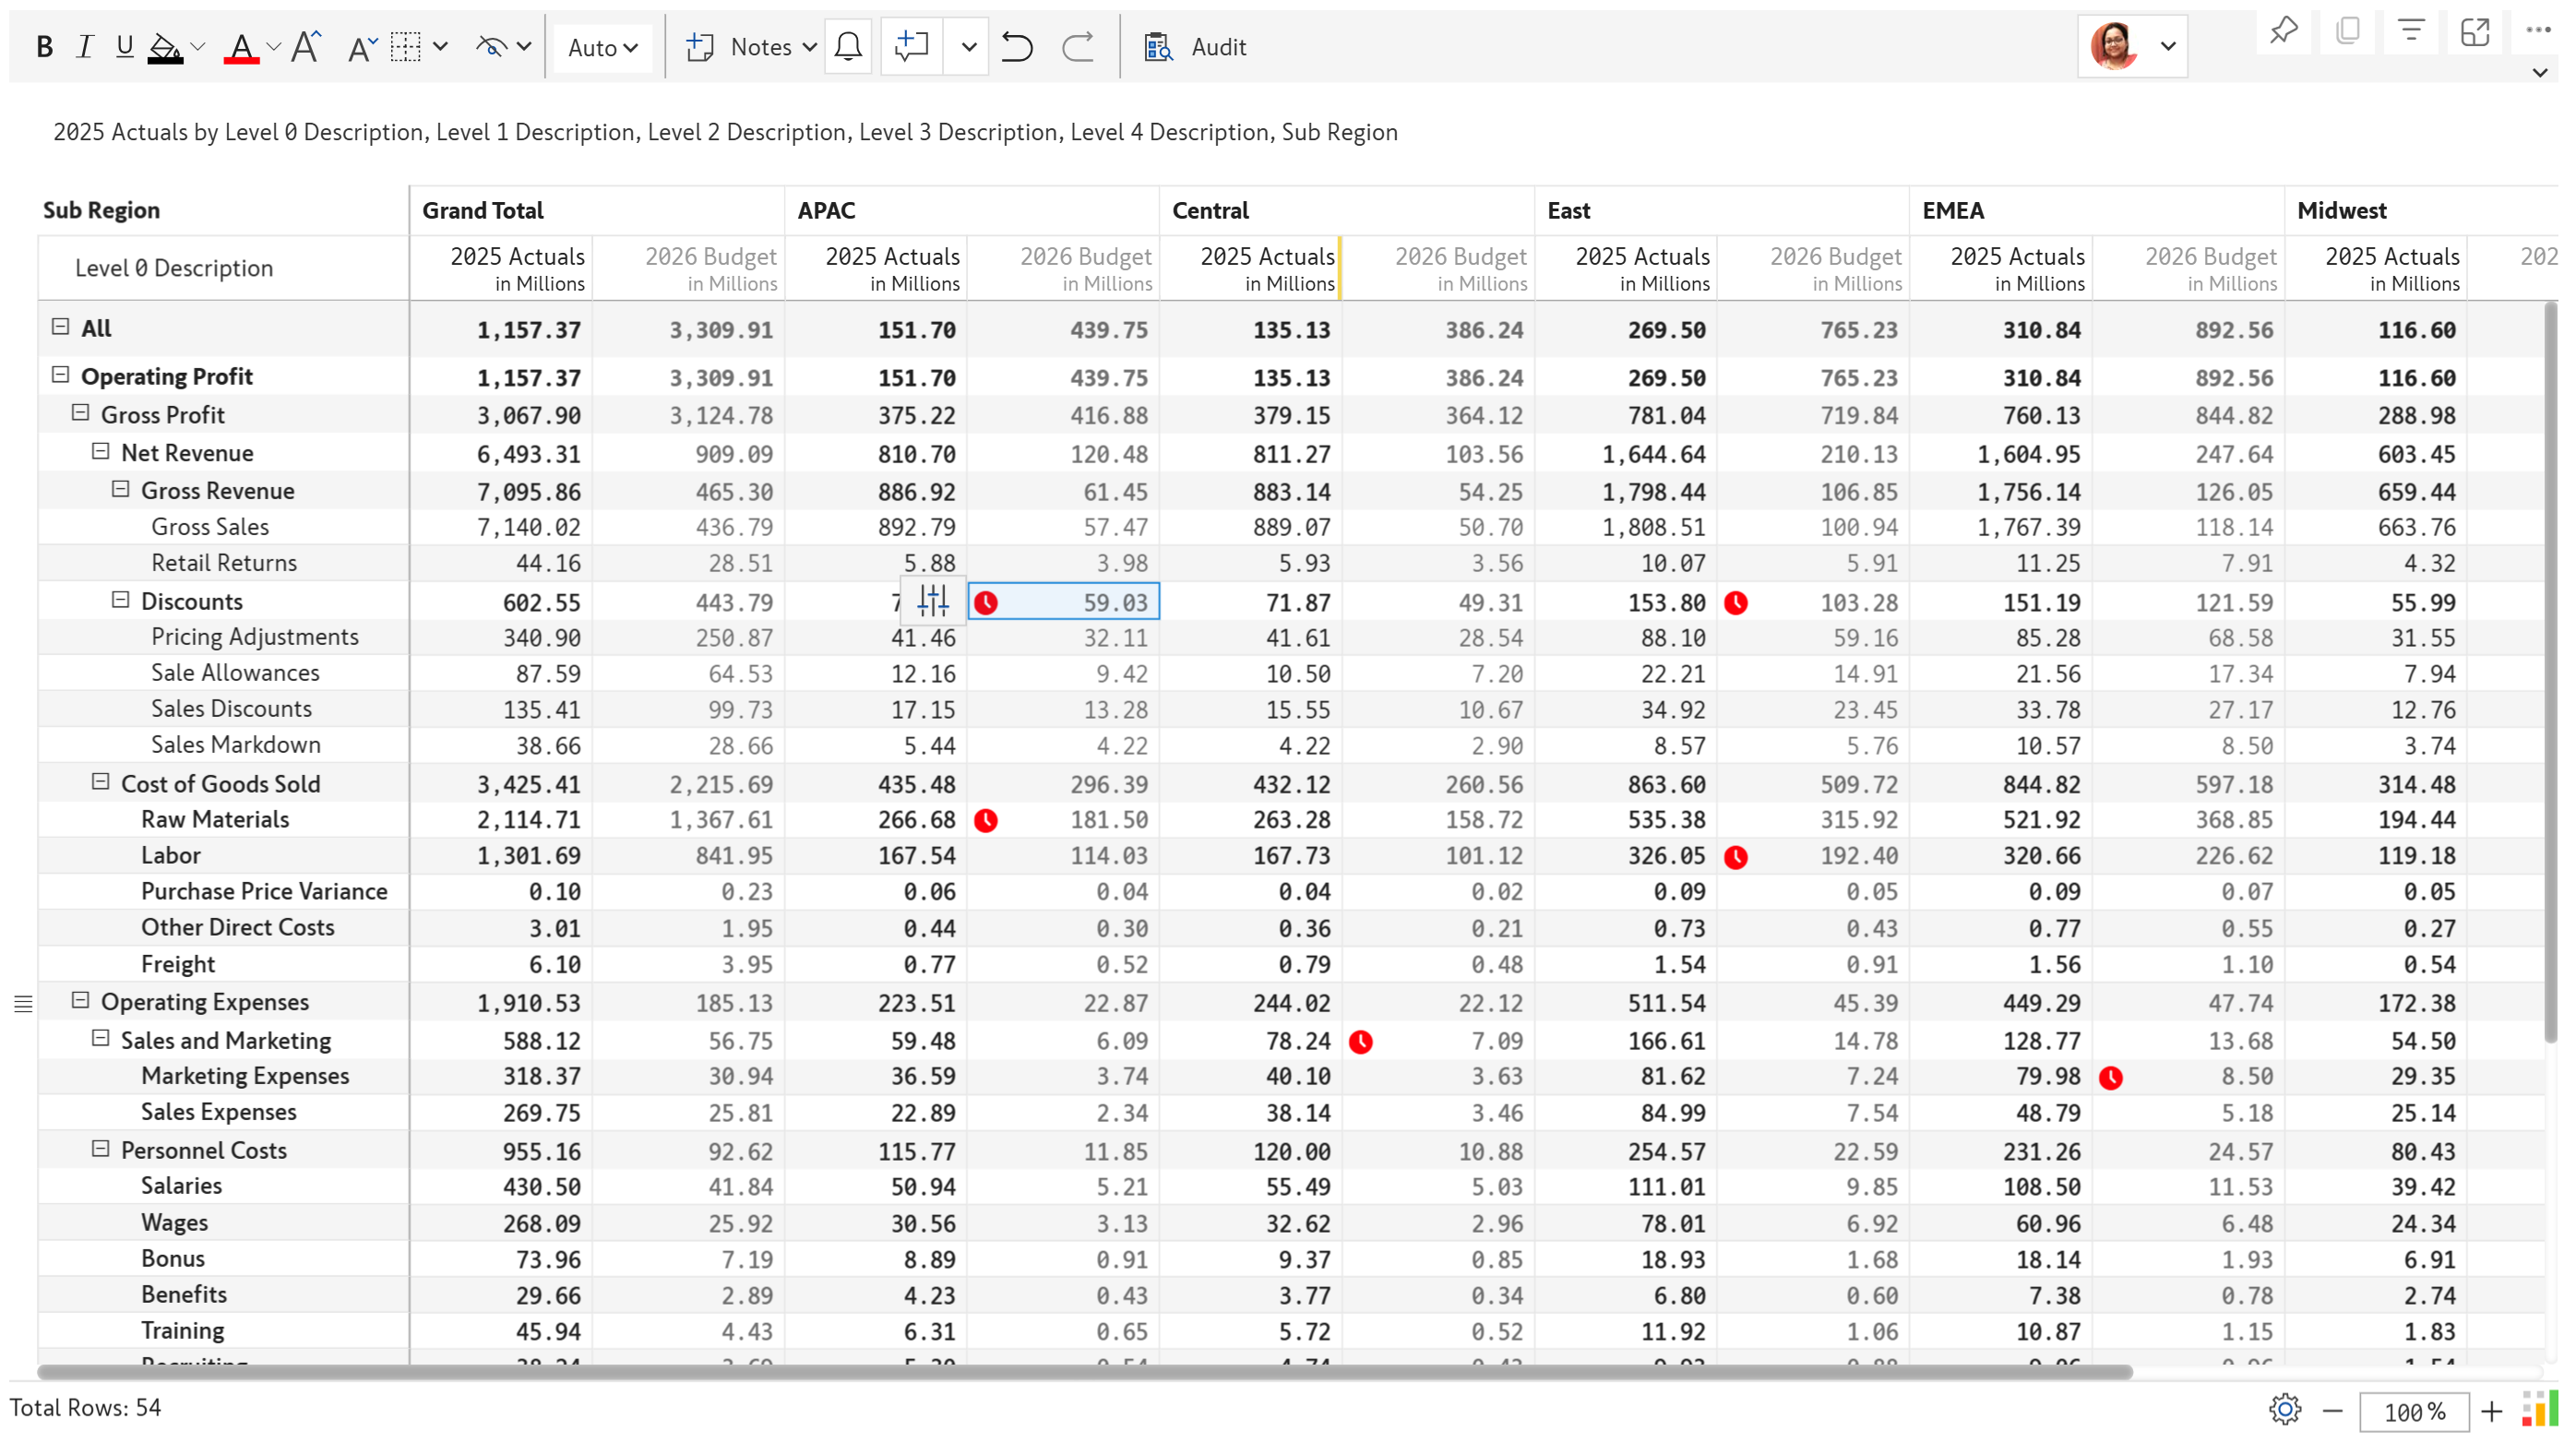 B I U A A A Auto Notes Audit
2025 Actuals by Level 0 Description, Level 1 Description, Level 2 Description, Level 3 Description, Level 4 Description, Sub Region
Sub Region Grand Total APAC Central East EMEA Midwest
Level 0 Description 2025 Actuals 2026 Budget 2025 Actuals 2026 Budget 2025 Actuals 2026 Budget 2025 Actuals 2026 Budget 2025 Actuals 2026 Budget 2025 Actuals 202
in Millions in Millions in Millions in Millions in Millions in Millions in Millions in Millions in Millions in Millions in Millions
All 1,157.37 3,309.91 151.70 439.75 135.13 386.24 269.50 765.23 310.84 892.56 116.60
Operating Profit 1,157.37 3,309.91 151.70 439.75 135.13 386.24 269.50 765.23 310.84 892.56 116.60
Gross Profit 3,067.90 3,124.78 375.22 416.88 379.15 364.12 781.04 719.84 760.13 844.82 288.98
Net Revenue 6,493.31 909.09 810.70 120.48 811.27 103.56 1,644.64 210.13 1,604.95 247.64 603.45
Gross Revenue 7,095.86 465.30 886.92 61.45 883.14 54.25 1,798.44 106.85 1,756.14 126.05 659.44
Gross Sales 7,140.02 436.79 892.79 57.47 889.07 50.70 1,808.51 100.94 1,767.39 118.14 663.76
Retail Returns 44.16 28.51 5.88 3.98 5.93 3.56 10.07 5.91 11.25 7.91 4.32
Discounts 602.55 443.79 7 59.03 71.87 49.31 153.80 103.28 151.19 121.59 55.99
Pricing Adjustments 340.90 250.87 41.46 32.11 41.61 28.54 88.10 59.16 85.28 68.58 31.55
Sale Allowances 87.59 64.53 12.16 9.42 10.50 7.20 22.21 14.91 21.56 17.34 7.94
Sales Discounts 135.41 99.73 17.15 13.28 15.55 10.67 34.92 23.45 33.78 27.17 12.76
Sales Markdown 38.66 28.66 5.44 4.22 4.22 2.90 8.57 5.76 10.57 8.50 3.74
Cost of Goods Sold 3,425.41 2,215.69 435.48 296.39 432.12 260.56 863.60 509.72 844.82 597.18 314.48
Raw Materials 2,114.71 1,367.61 266.68 181.50 263.28 158.72 535.38 315.92 521.92 368.85 194.44
Labor 1,301.69 841.95 167.54 114.03 167.73 101.12 326.05 192.40 320.66 226.62 119.18
Purchase Price Variance 0.10 0.23 0.06 0.04 0.04 0.02 0.09 0.05 0.09 0.07 0.05
Other Direct Costs 3.01 1.95 0.44 0.30 0.36 0.21 0.73 0.43 0.77 0.55 0.27
Freight 6.10 3.95 0.77 0.52 0.79 0.48 1.54 0.91 1.56 1.10 0.54
Operating Expenses 1,910.53 185.13 223.51 22.87 244.02 22.12 511.54 45.39 449.29 47.74 172.38
Sales and Marketing 588.12 56.75 59.48 6.09 78.24 7.09 166.61 14.78 128.77 13.68 54.50
Marketing Expenses 318.37 30.94 36.59 3.74 40.10 3.63 81.62 7.24 79.98 8.50 29.35
Sales Expenses 269.75 25.81 22.89 2.34 38.14 3.46 84.99 7.54 48.79 5.18 25.14
Personnel Costs 955.16 92.62 115.77 11.85 120.00 10.88 254.57 22.59 231.26 24.57 80.43
Salaries 430.50 41.84 50.94 5.21 55.49 5.03 111.01 9.85 108.50 11.53 39.42
Wages 268.09 25.92 30.56 3.13 32.62 2.96 78.01 6.92 60.96 6.48 24.34
Bonus 73.96 7.19 8.89 0.91 9.37 0.85 18.93 1.68 18.14 1.93 6.91
Benefits 29.66 2.89 4.23 0.43 3.77 0.34 6.80 0.60 7.38 0.78 2.74
Training 45.94 4.43 6.31 0.65 5.72 0.52 11.92 1.06 10.87 1.15 1.83
Recruiting
Total Rows: 54 100%